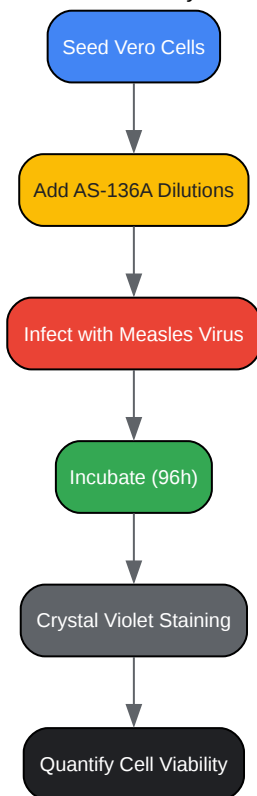 Seed Vero Cells
Add AS-136A Dilutions
Infect with Measles Virus
Incubate (96h)
Crystal Violet Staining
Quantify Cell Viability